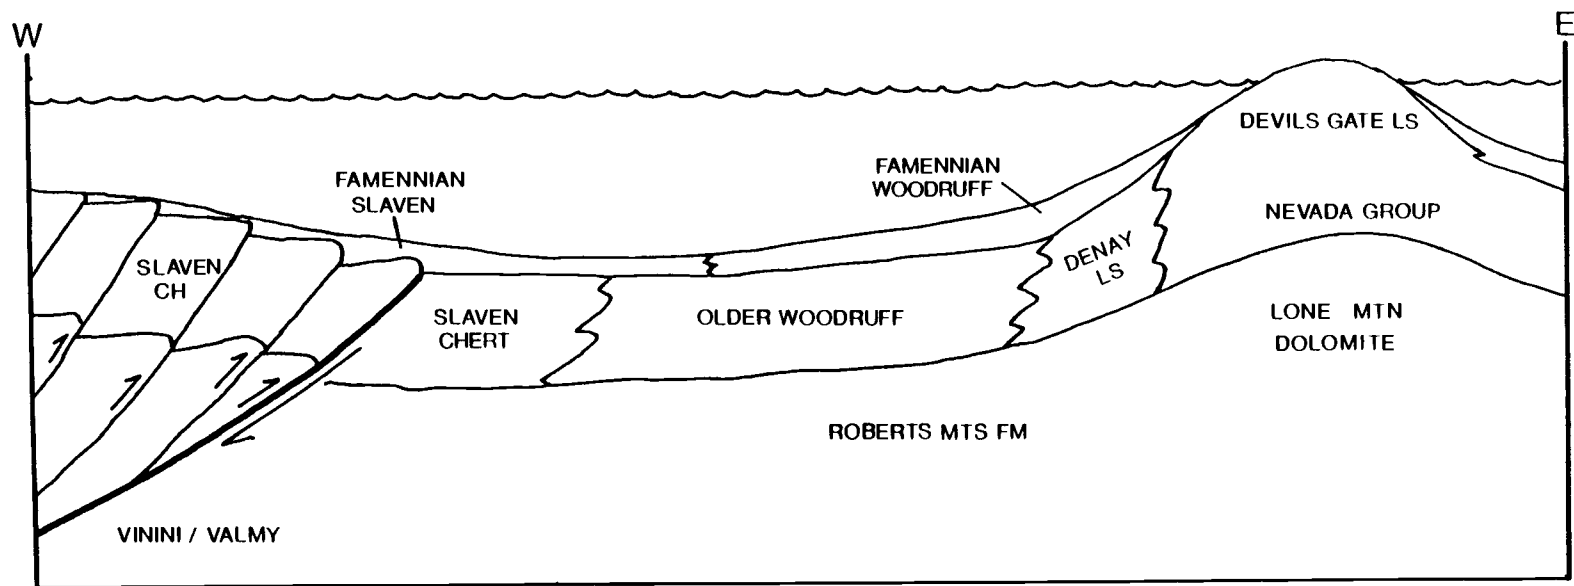 W
E
DEVILS GATE LS
FAMENNIAN
WOODRUFF
FAMENNIAN
SLAVEN
NEVADA GROUP
DENAY
LS
SLAVEN
CH
SLAVEN
CHERT
OLDER WOODRUFF
LONE MTN
DOLOMITE
ROBERTS MTS FM
VININI / VALMY